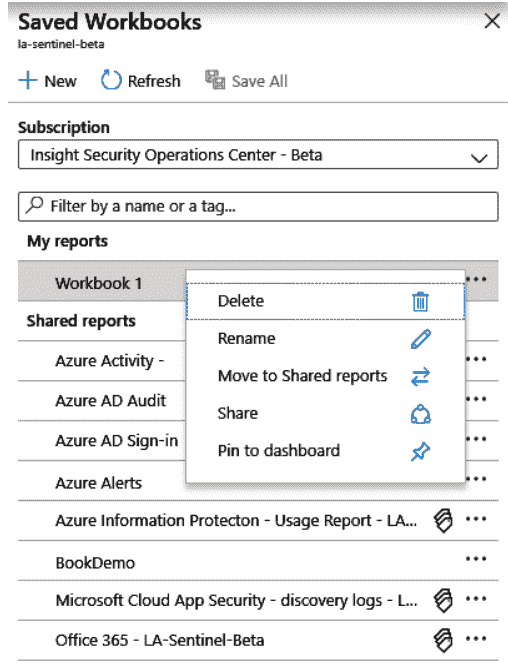 Saved Workbooks
la-sentinel-beta
New Refresh Save All
Subscription
Insight Security Operations Center - Beta
Filter by a name or a tag...
My reports
Workbook 1
Delete
Rename
Move to Shared reports
Share
Pin to dashboard
Shared reports
Azure Activity -
Azure AD Audit
Azure AD Sign-in
Azure Alerts
Azure Information Protecton - Usage Report - LA...
BookDemo
Microsoft Cloud App Security - discovery logs - L...
Office 365 - LA-Sentinel-Beta